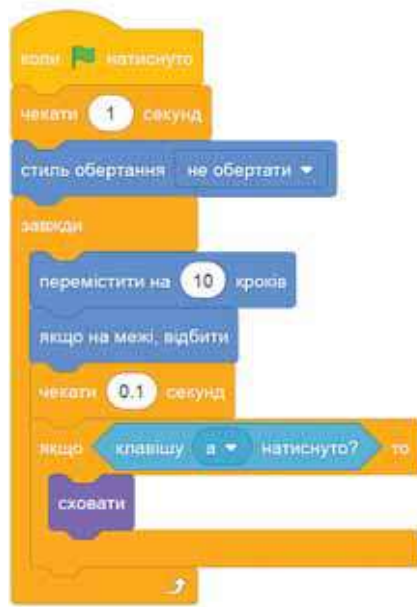 коли натиснуто
чекати 1 секунд
стиль обертання не обертати
завжди
перемістити на 10 кроків
якщо на межі, відбити
чекати 0.1 секунд
якщо клавішу а натиснуто? то
сховати